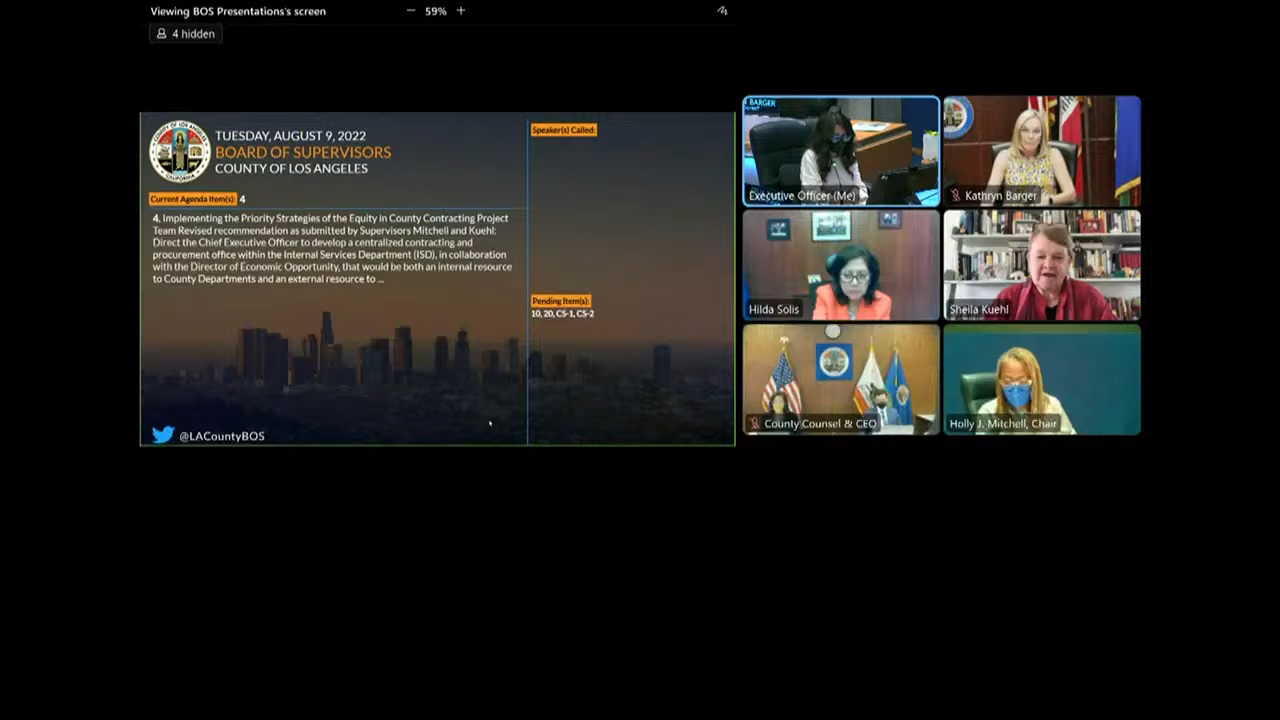 Viewing BOS Presentations's screen
59%
4 hidden
TUESDAY, AUGUST 9, 2022
BOARD OF SUPERVISORS
COUNTY OF LOS ANGELES
Current Agenda Item(s): 4
4. Implementing the Priority Strategies of the Equity in County Contracting Project
Team Revised recommendation as submitted by Supervisors Mitchell and Kuehl:
Direct the Chief Executive Officer to develop a centralized contracting and
procurement office within the Internal Services Department (ISD), in collaboration
with the Director of Economic Opportunity, that would be both an internal resource
to County Departments and an external resource to ...
Speaker(s) Called:
Pending Item(s):
10, 20, CS-1, CS-2
@LACountyBOS
BARGER
Executive Officer (Me)
Kathryn Barger
Hilda Solis
Sheila Kuehl
County Counsel & CEO
Holly J. Mitchell, Chair